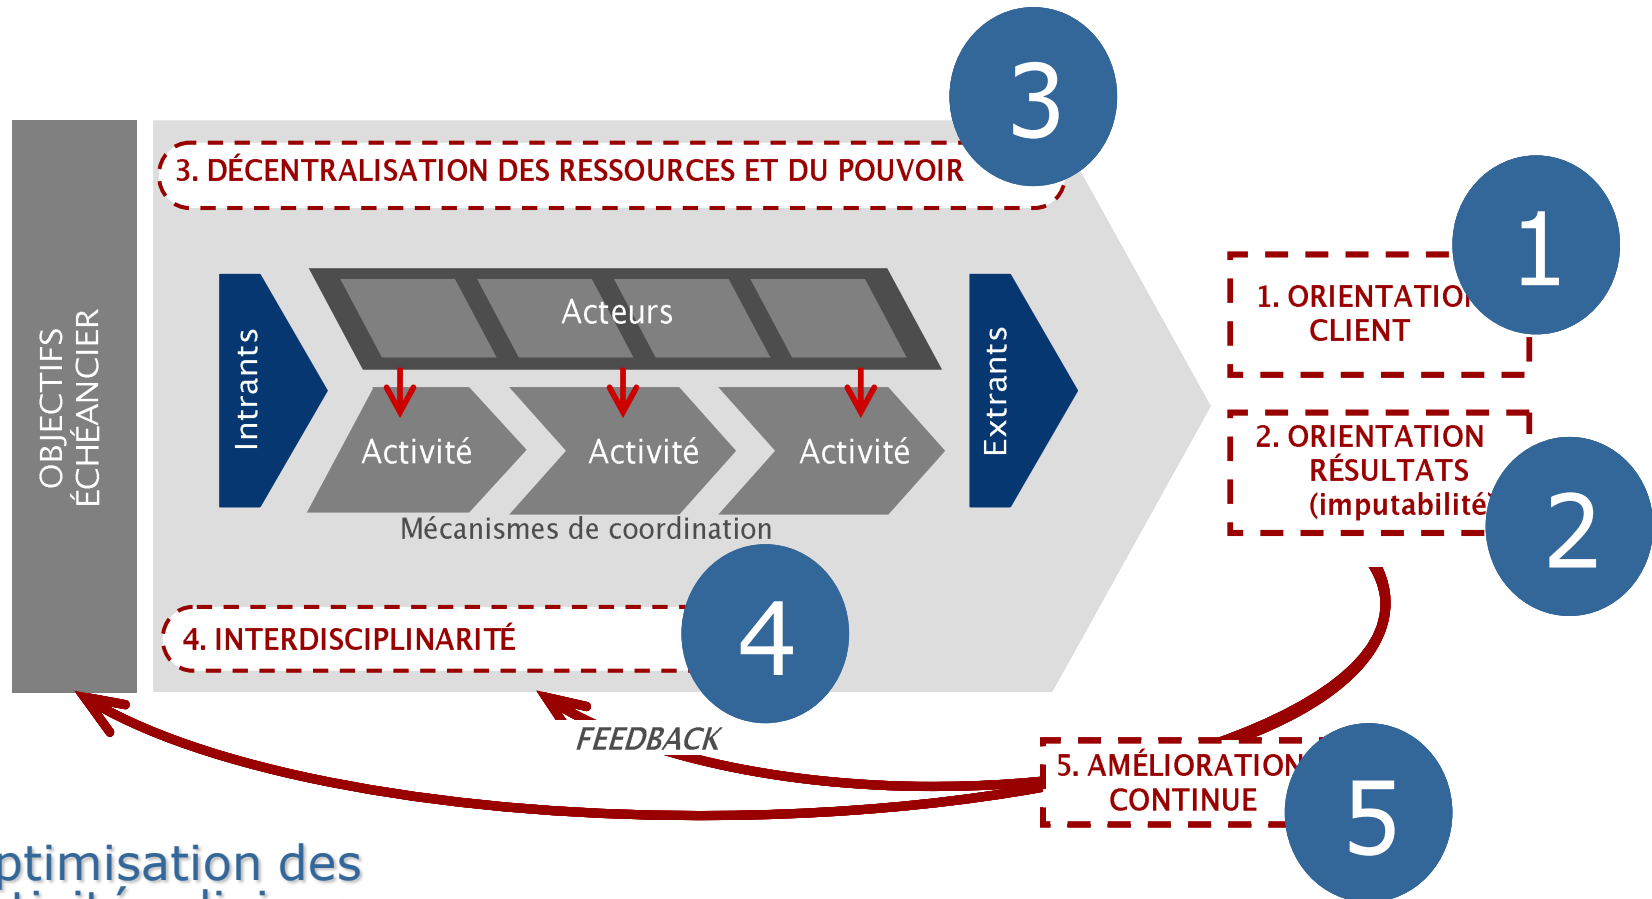 3
3. DÉCENTRALISATION DES RESSOURCES ET DU POUVOIR
1
1. ORIENTATION
CLIENT
OBJECTIFS
ÉCHÉANCIER
Intrants
Acteurs
Extrants
Activité
Activité
Activité
Mécanismes de coordination
2. ORIENTATION
RÉSULTATS
(imputabilité)
2
4. INTERDISCIPLINARITÉ
4
FEEDBACK
5. AMÉLIORATION
CONTINUE
5
ptimisation des